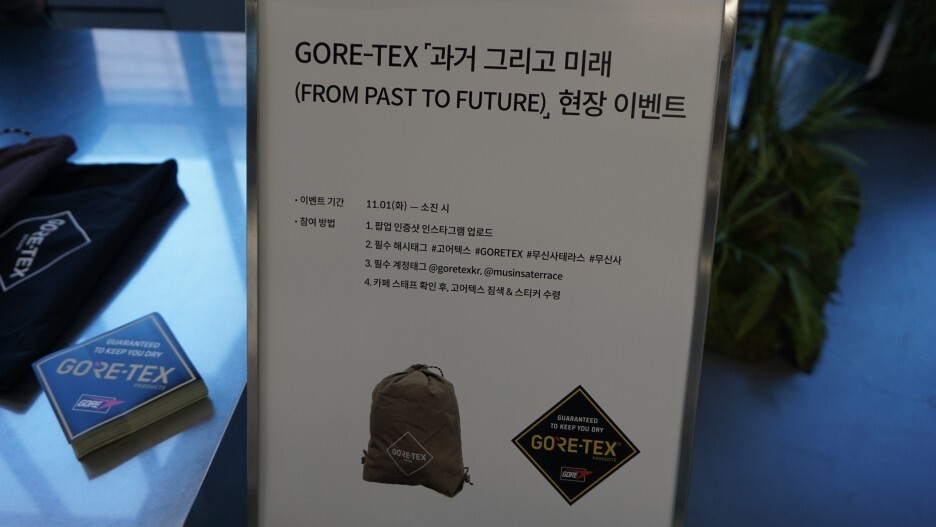 GORE-TEX 「과거 그리고 미래
(FROM PAST TO FUTURE)」 현장 이벤트
• 이벤트 기간 11.01(화) — 소진 시
• 참여 방법 1. 팝업 인증샷 인스타그램 업로드
2. 필수 해시태그 #고어텍스 #GORETEX #무신사테라스 #무신사
3. 필수 계정태그 @goretexkr, @musinsaterrace
4. 카페 스태프 확인 후, 고어텍스 짐색 & 스티커 수령
GORE-TEX
GUARANTEED
TO KEEP YOU DRY
GORE-TEX
PRODUCTS
GORE
GORE-TEX
GUARANTEED
TO KEEP YOU DRY
GORE-TEX
PRODUCTS
GORE